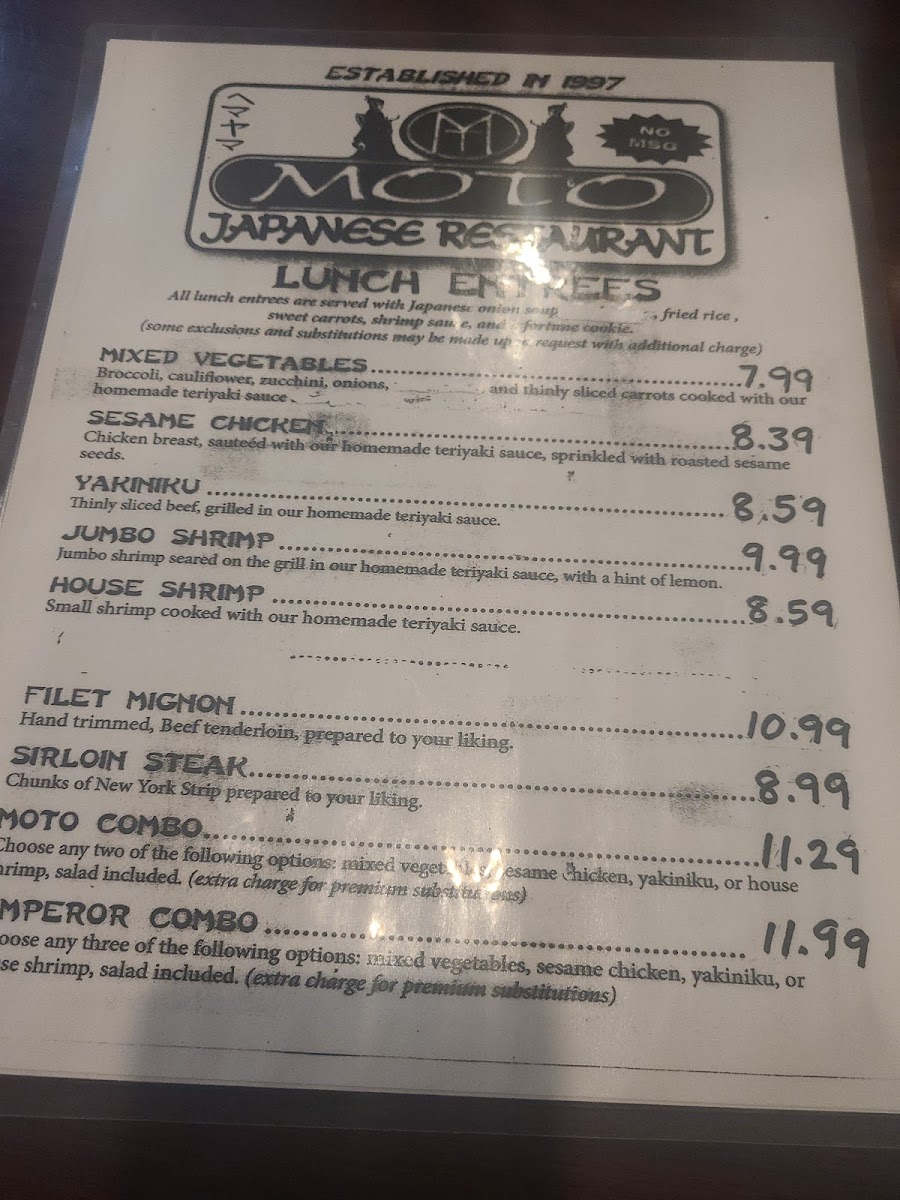 ESTABLISHED IN 1997
モト
NO
MSG
MOTO
JAPANESE RESTAURANT
LUNCH ENTREES
All lunch entrees are served with Japanese onion soup , fried rice ,
sweet carrots, shrimp sauce, and fortune cookie.
(some exclusions and substitutions may be made upon request with additional charge)
MIXED VEGETABLES 7.99
Broccoli, cauliflower, zucchini, onions, and thinly sliced carrots cooked with our
homemade teriyaki sauce .
SESAME CHICKEN 8.39
Chicken breast, sauteéd with our homemade teriyaki sauce, sprinkled with roasted sesame
seeds.
YAKINIKU 8.59
Thinly sliced beef, grilled in our homemade teriyaki sauce.
JUMBO SHRIMP 9.99
Jumbo shrimp seared on the grill in our homemade teriyaki sauce, with a hint of lemon.
HOUSE SHRIMP 8.59
Small shrimp cooked with our homemade teriyaki sauce.
FILET MIGNON 10.99
Hand trimmed, Beef tenderloin, prepared to your liking.
SIRLOIN STEAK 8.99
Chunks of New York Strip prepared to your liking.
MOTO COMBO 11.29
Choose any two of the following options: mixed vegetables, sesame chicken, yakiniku, or house
shrimp, salad included. (extra charge for premium substitutions)
EMPEROR COMBO 11.99
oose any three of the following options: mixed vegetables, sesame chicken, yakiniku, or
se shrimp, salad included. (extra charge for premium substitutions)